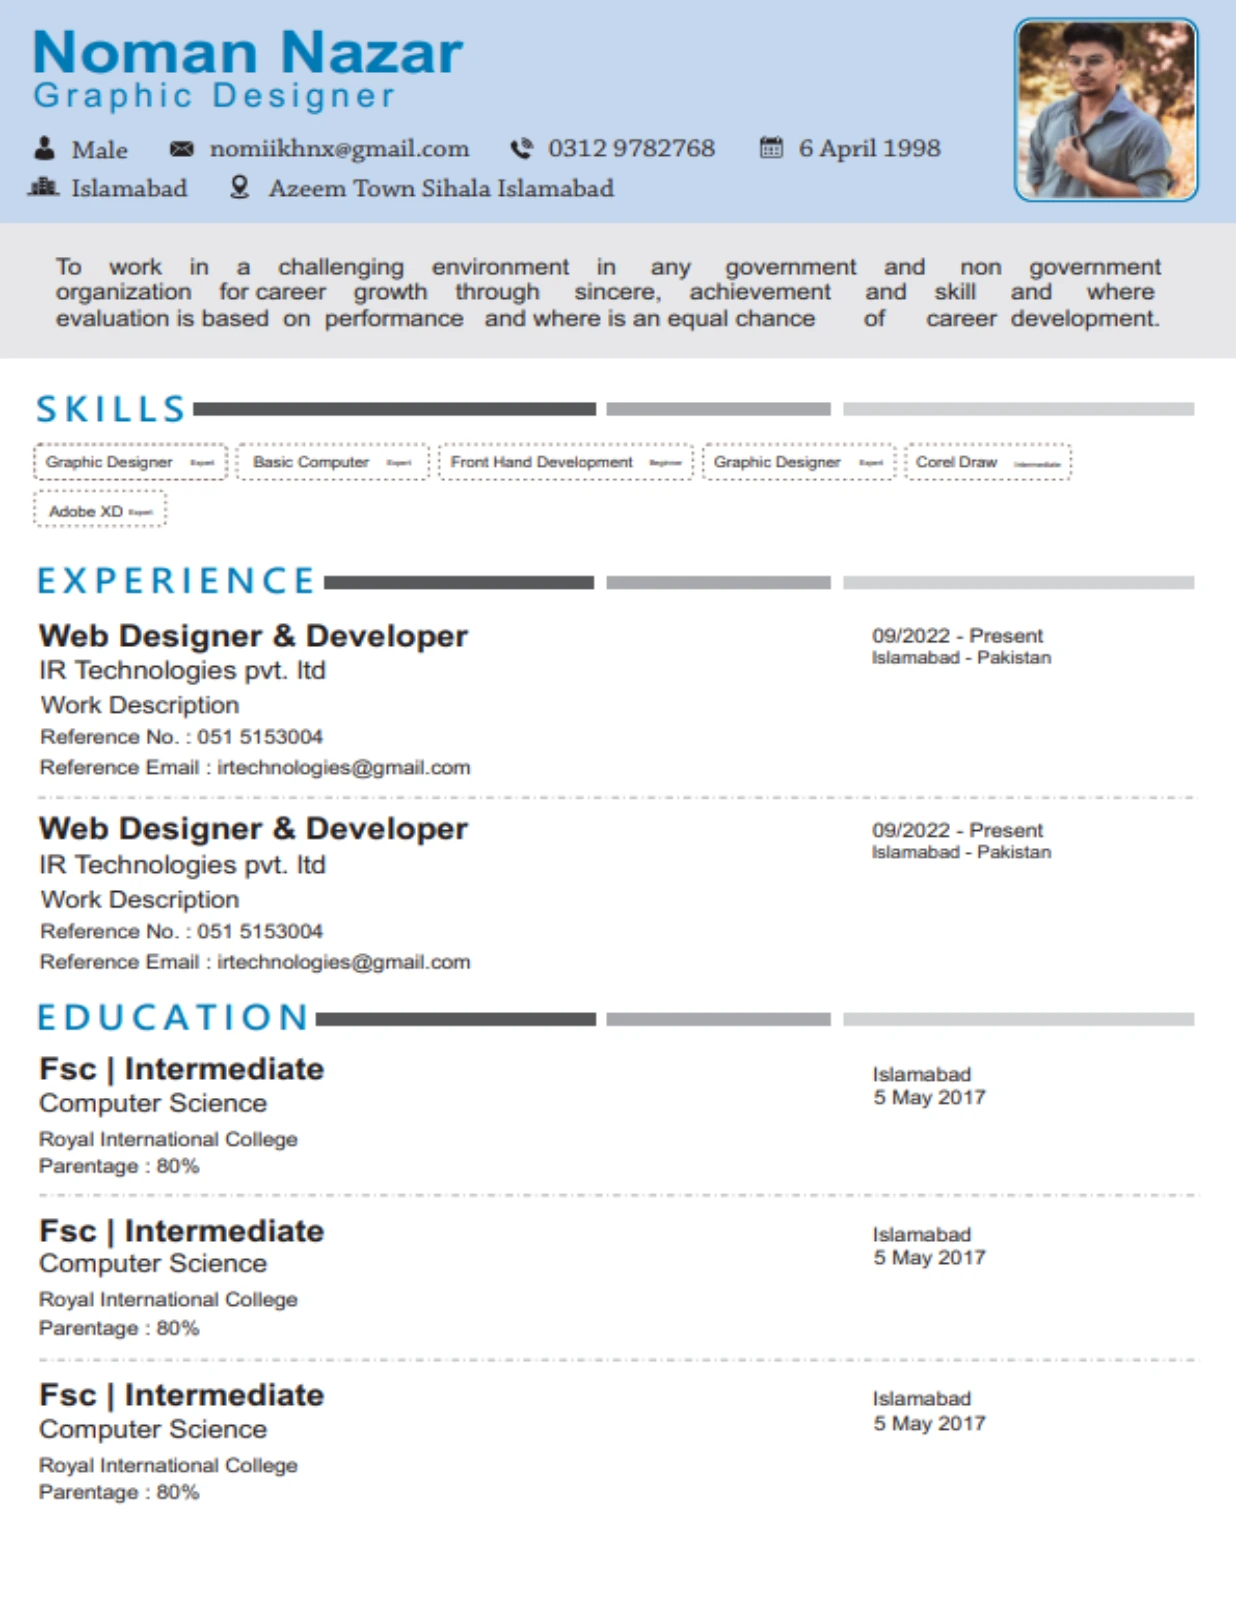 Noman Nazar
Graphic Designer
Male nomiikhnx@gmail.com 0312 9782768 6 April 1998
Islamabad Azeem Town Sihala Islamabad
To work in a challenging environment in any government and non government
organization for career growth through sincere, achievement and skill and where
evaluation is based on performance and where is an equal chance of career development.
SKILLS
Graphic Designer Expert Basic Computer Expert Front Hand Development Beginner Graphic Designer Expert Corel Draw Intermediate
Adobe XD Expert
EXPERIENCE
Web Designer & Developer 09/2022 - Present
IR Technologies pvt. ltd Islamabad - Pakistan
Work Description
Reference No. : 051 5153004
Reference Email : irtechnologies@gmail.com
Web Designer & Developer 09/2022 - Present
IR Technologies pvt. ltd Islamabad - Pakistan
Work Description
Reference No. : 051 5153004
Reference Email : irtechnologies@gmail.com
EDUCATION
Fsc | Intermediate Islamabad
Computer Science 5 May 2017
Royal International College
Parentage : 80%
Fsc | Intermediate Islamabad
Computer Science 5 May 2017
Royal International College
Parentage : 80%
Fsc | Intermediate Islamabad
Computer Science 5 May 2017
Royal International College
Parentage : 80%